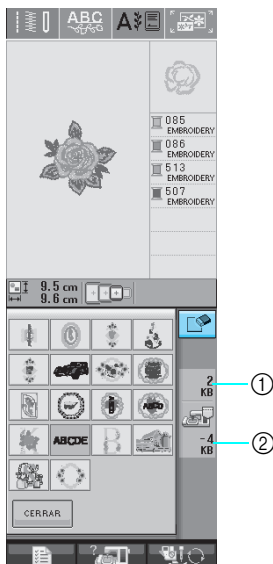 ABC
A
085
EMBROIDERY
086
EMBROIDERY
513
EMBROIDERY
507
EMBROIDERY
9.5 cm
9.6 cm
2
KB
①
-4
KB
②
ABCD
ABCDE
B
CERRAR
?